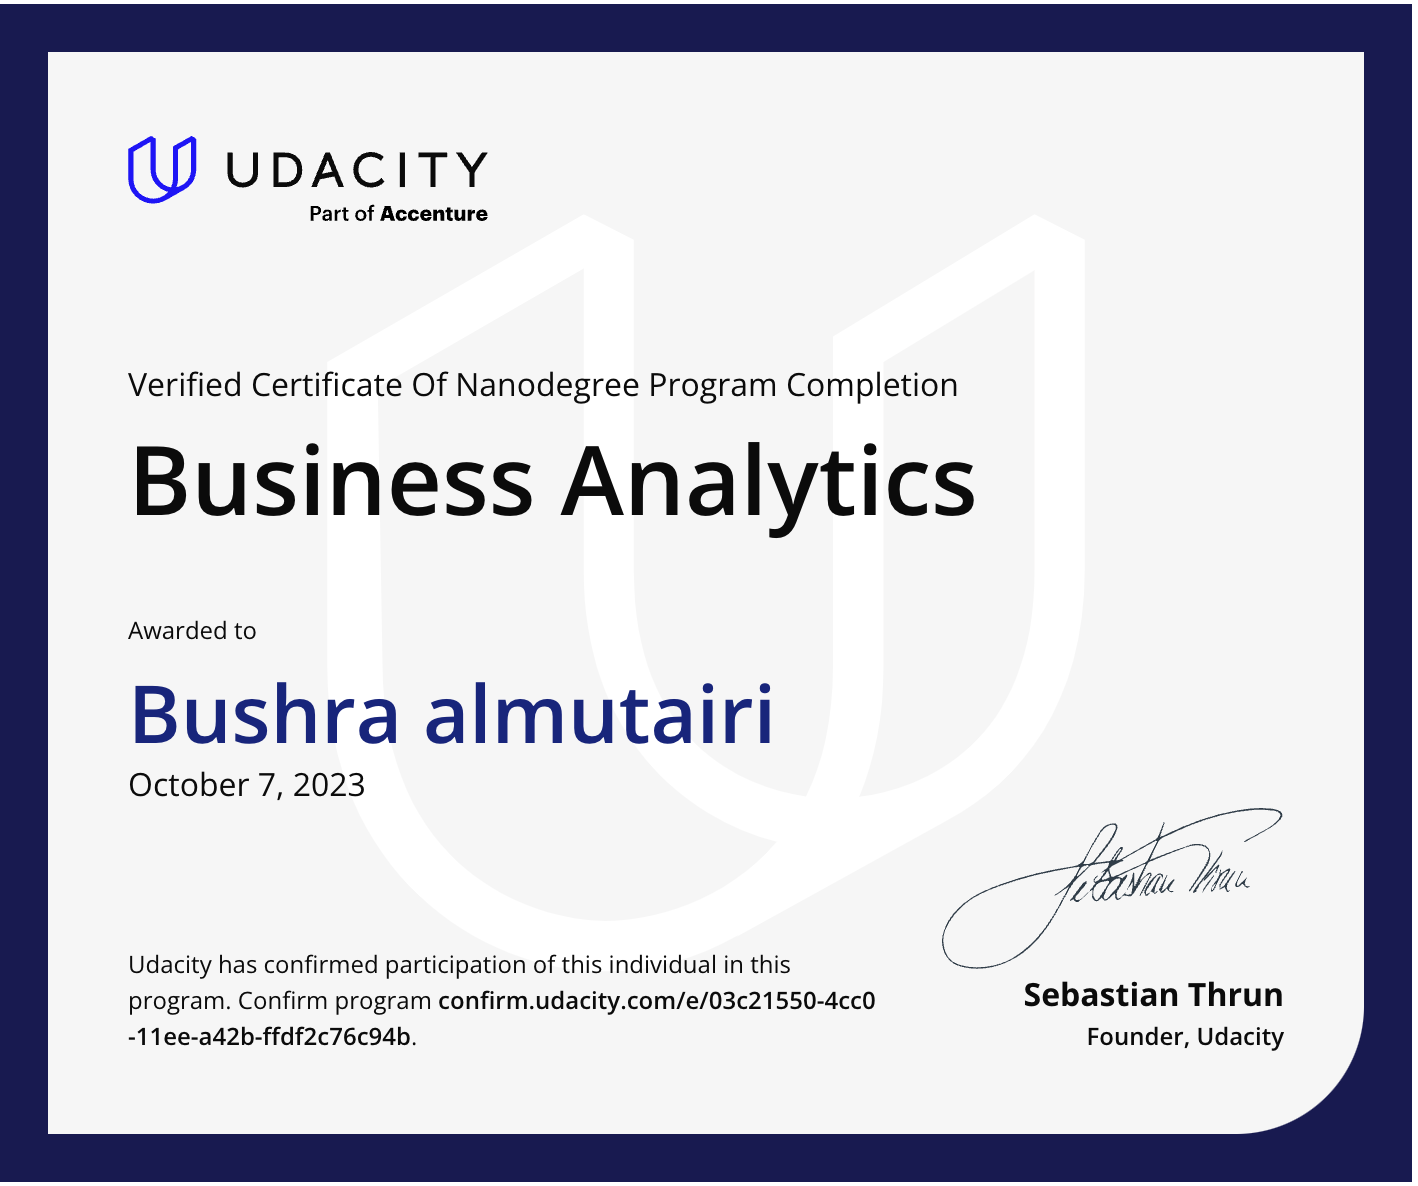 UDACITY
Part of Accenture
Verified Certificate Of Nanodegree Program Completion
Business Analytics
Awarded to
Bushra almutairi
October 7, 2023
Sebastian Thrun
Udacity has confirmed participation of this individual in this
program. Confirm program confirm.udacity.com/e/03c21550-4cc0
-11ee-a42b-ffdf2c76c94b.
Sebastian Thrun
Founder, Udacity